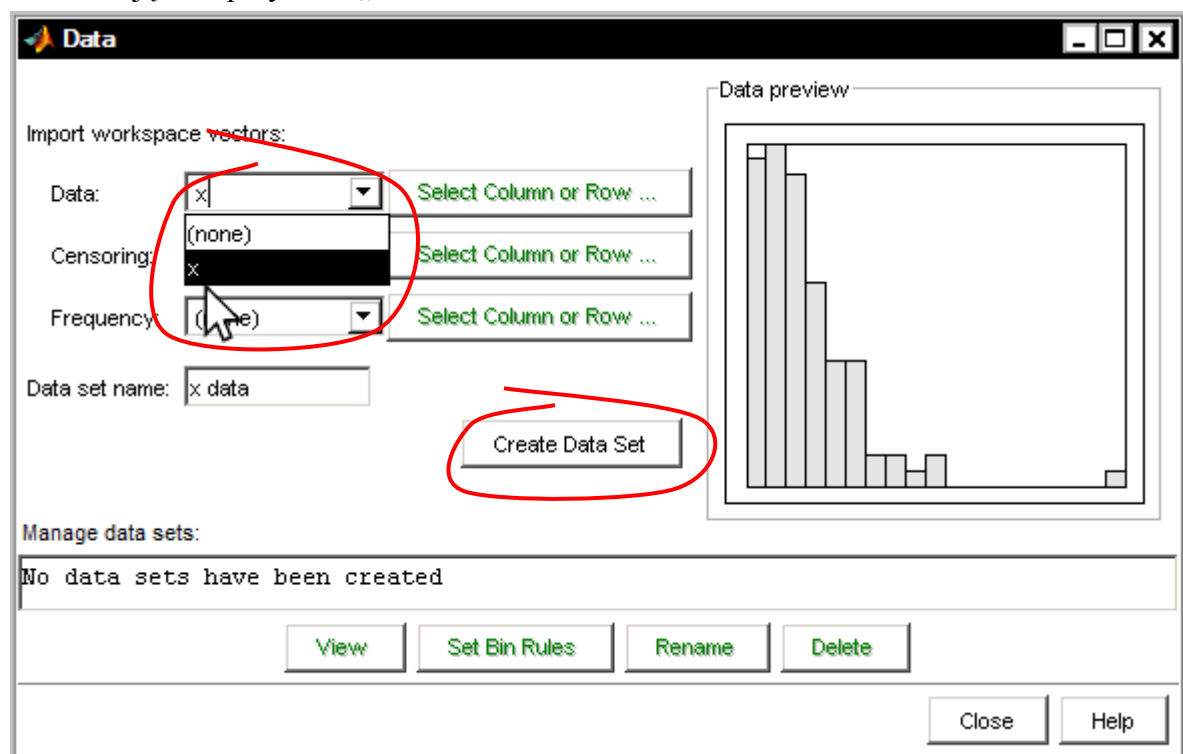 Data
Data preview
Import workspace vectors:
Data: x Select Column or Row ...
(none)
Censoring: x Select Column or Row ...
Frequency: Select Column or Row ...
Data set name: x data
Create Data Set
Manage data sets:
No data sets have been created
View Set Bin Rules Rename Delete
Close Help